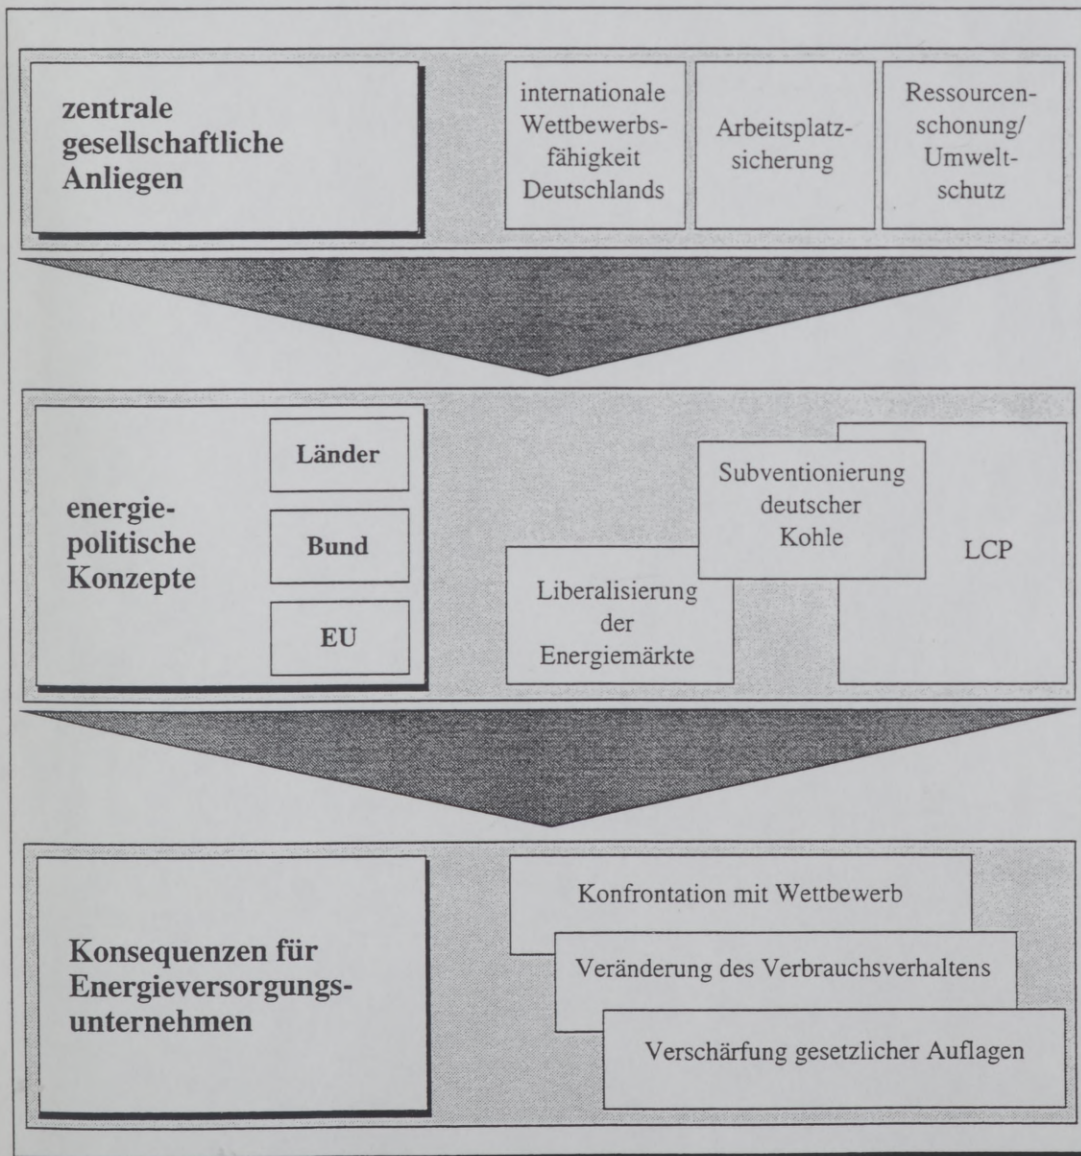 zentrale
gesellschaftliche
Anliegen
internationale
Wettbewerbs-
fähigkeit
Deutschlands
Arbeitsplatz-
sicherung
Ressourcen-
schonung/
Umwelt-
schutz
energie-
politische
Konzepte
Länder
Bund
EU
Liberalisierung
der
Energiemärkte
Subventionierung
deutscher
Kohle
LCP
Konsequenzen für
Energieversorgungs-
unternehmen
Konfrontation mit Wettbewerb
Veränderung des Verbrauchsverhaltens
Verschärfung gesetzlicher Auflagen